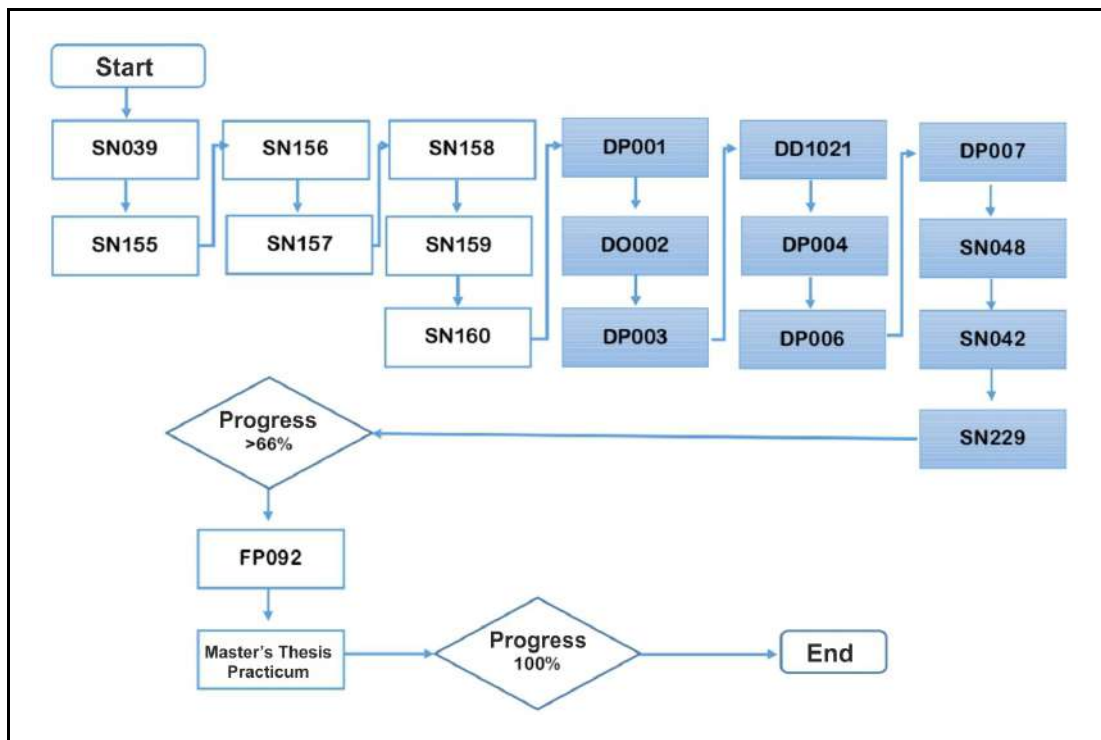 Start
SN039
SN155
SN156
SN157
SN158
SN159
SN160
DP001
DO002
DP003
DD1021
DP004
DP006
DP007
SN048
SN042
SN229
Progress
>66%
FP092
Master's Thesis
Practicum
Progress
100%
End